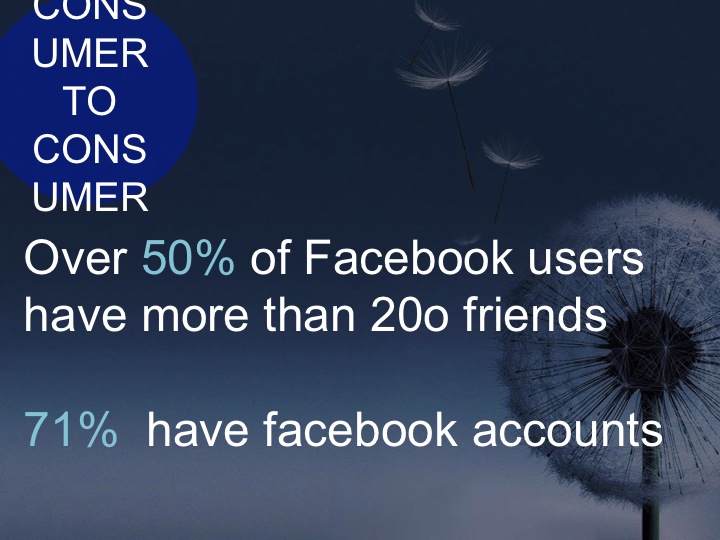 CONS
UMER
TO
CONS
UMER
Over 50% of Facebook users
have more than 20o friends
71% have facebook accounts